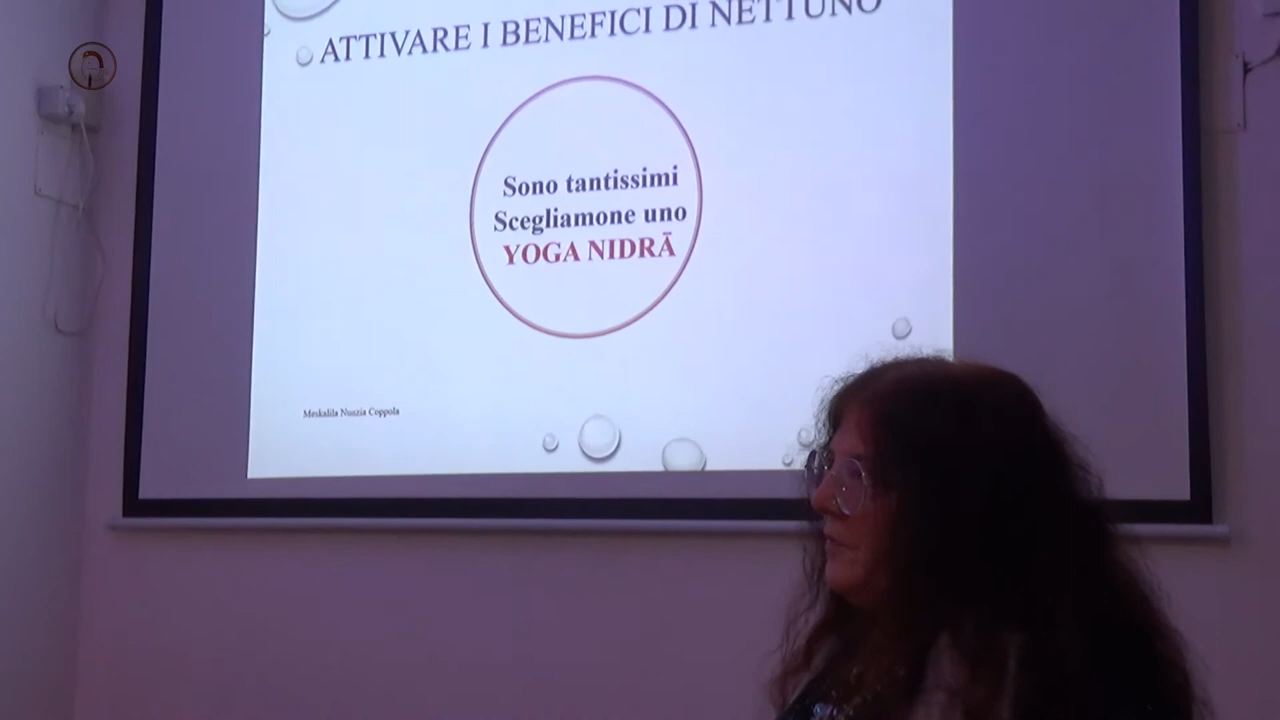 ATTIVARE I BENEFICI DI NETTUNO
Sono tantissimi
Scegliamone uno
YOGA NIDRĀ
Meskalila Nunzia Coppola